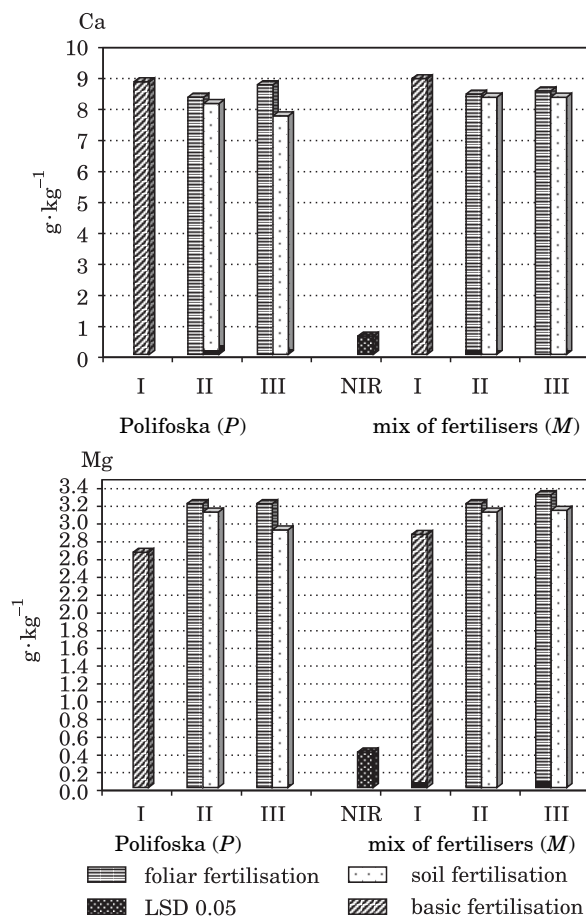 Ca
10
9
8
7
6
5
4
3
2
1
0
g·kg⁻¹
I II III NIR I II III
Polifoska (P) mix of fertilisers (M)
Mg
3.4
3.2
3.0
2.8
2.6
2.4
2.2
2.0
1.8
1.6
1.4
1.2
1.0
0.8
0.6
0.4
0.2
0.0
g·kg⁻¹
I II III NIR I II III
Polifoska (P) mix of fertilisers (M)
foliar fertilisation soil fertilisation
LSD 0.05 basic fertilisation